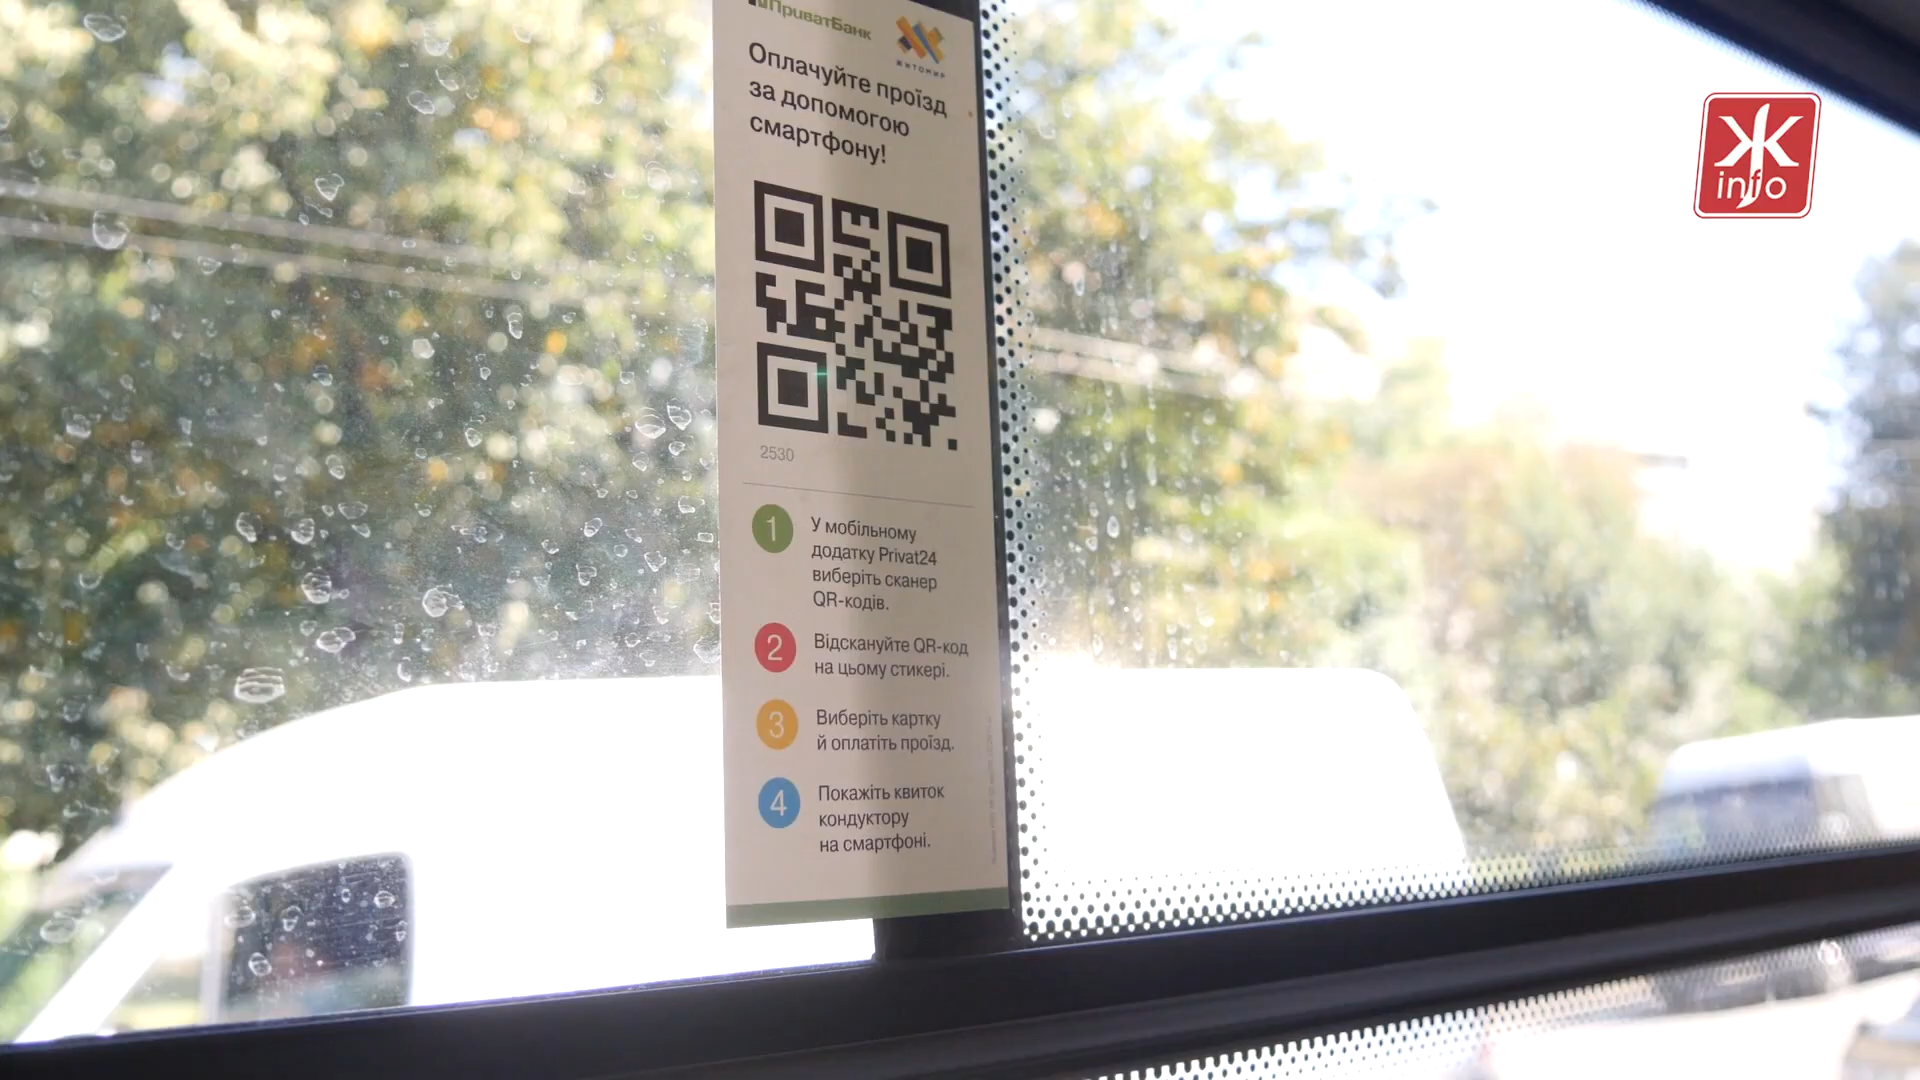 ПриватБанк
ЖИТОМИР
Оплачуйте проїзд
за допомогою
смартфону!
2530
1
У мобільному
додатку Privat24
виберіть сканер
QR-кодів.
2
Відскануйте QR-код
на цьому стикері.
3
Виберіть картку
й оплатіть проїзд.
4
Покажіть квиток
кондуктору
на смартфоні.
Ж
info